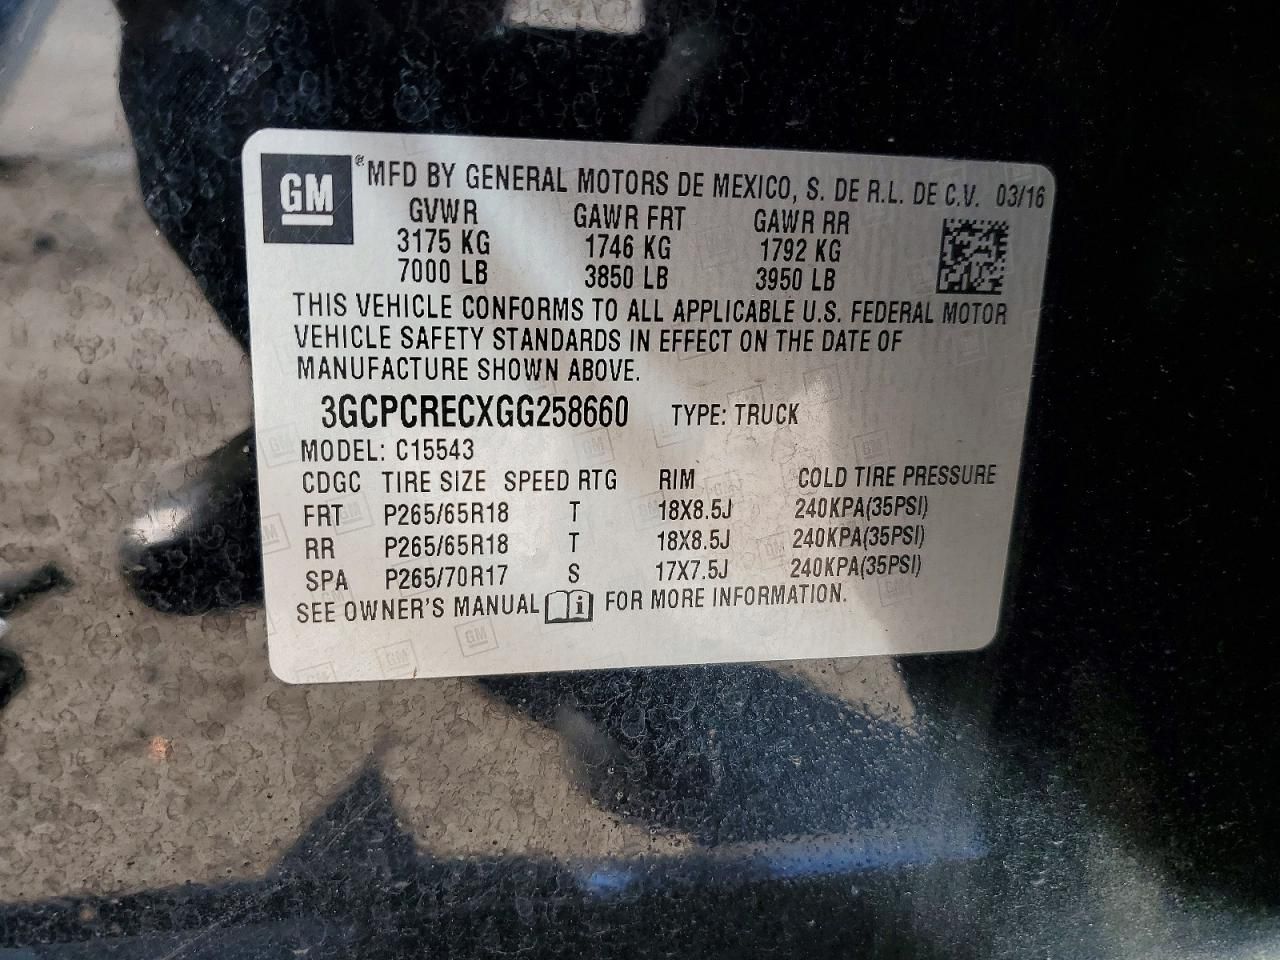 GM ® MFD BY GENERAL MOTORS DE MEXICO, S. DE R.L. DE C.V. 03/16
GVWR GAWR FRT GAWR RR
3175 KG 1746 KG 1792 KG
7000 LB 3850 LB 3950 LB
THIS VEHICLE CONFORMS TO ALL APPLICABLE U.S. FEDERAL MOTOR
VEHICLE SAFETY STANDARDS IN EFFECT ON THE DATE OF
MANUFACTURE SHOWN ABOVE.
3GCPCRECXGG258660 TYPE: TRUCK
MODEL: C15543
CDGC TIRE SIZE SPEED RTG RIM COLD TIRE PRESSURE
FRT P265/65R18 T 18X8.5J 240KPA(35PSI)
RR P265/65R18 T 18X8.5J 240KPA(35PSI)
SPA P265/70R17 S 17X7.5J 240KPA(35PSI)
SEE OWNER'S MANUAL i FOR MORE INFORMATION.